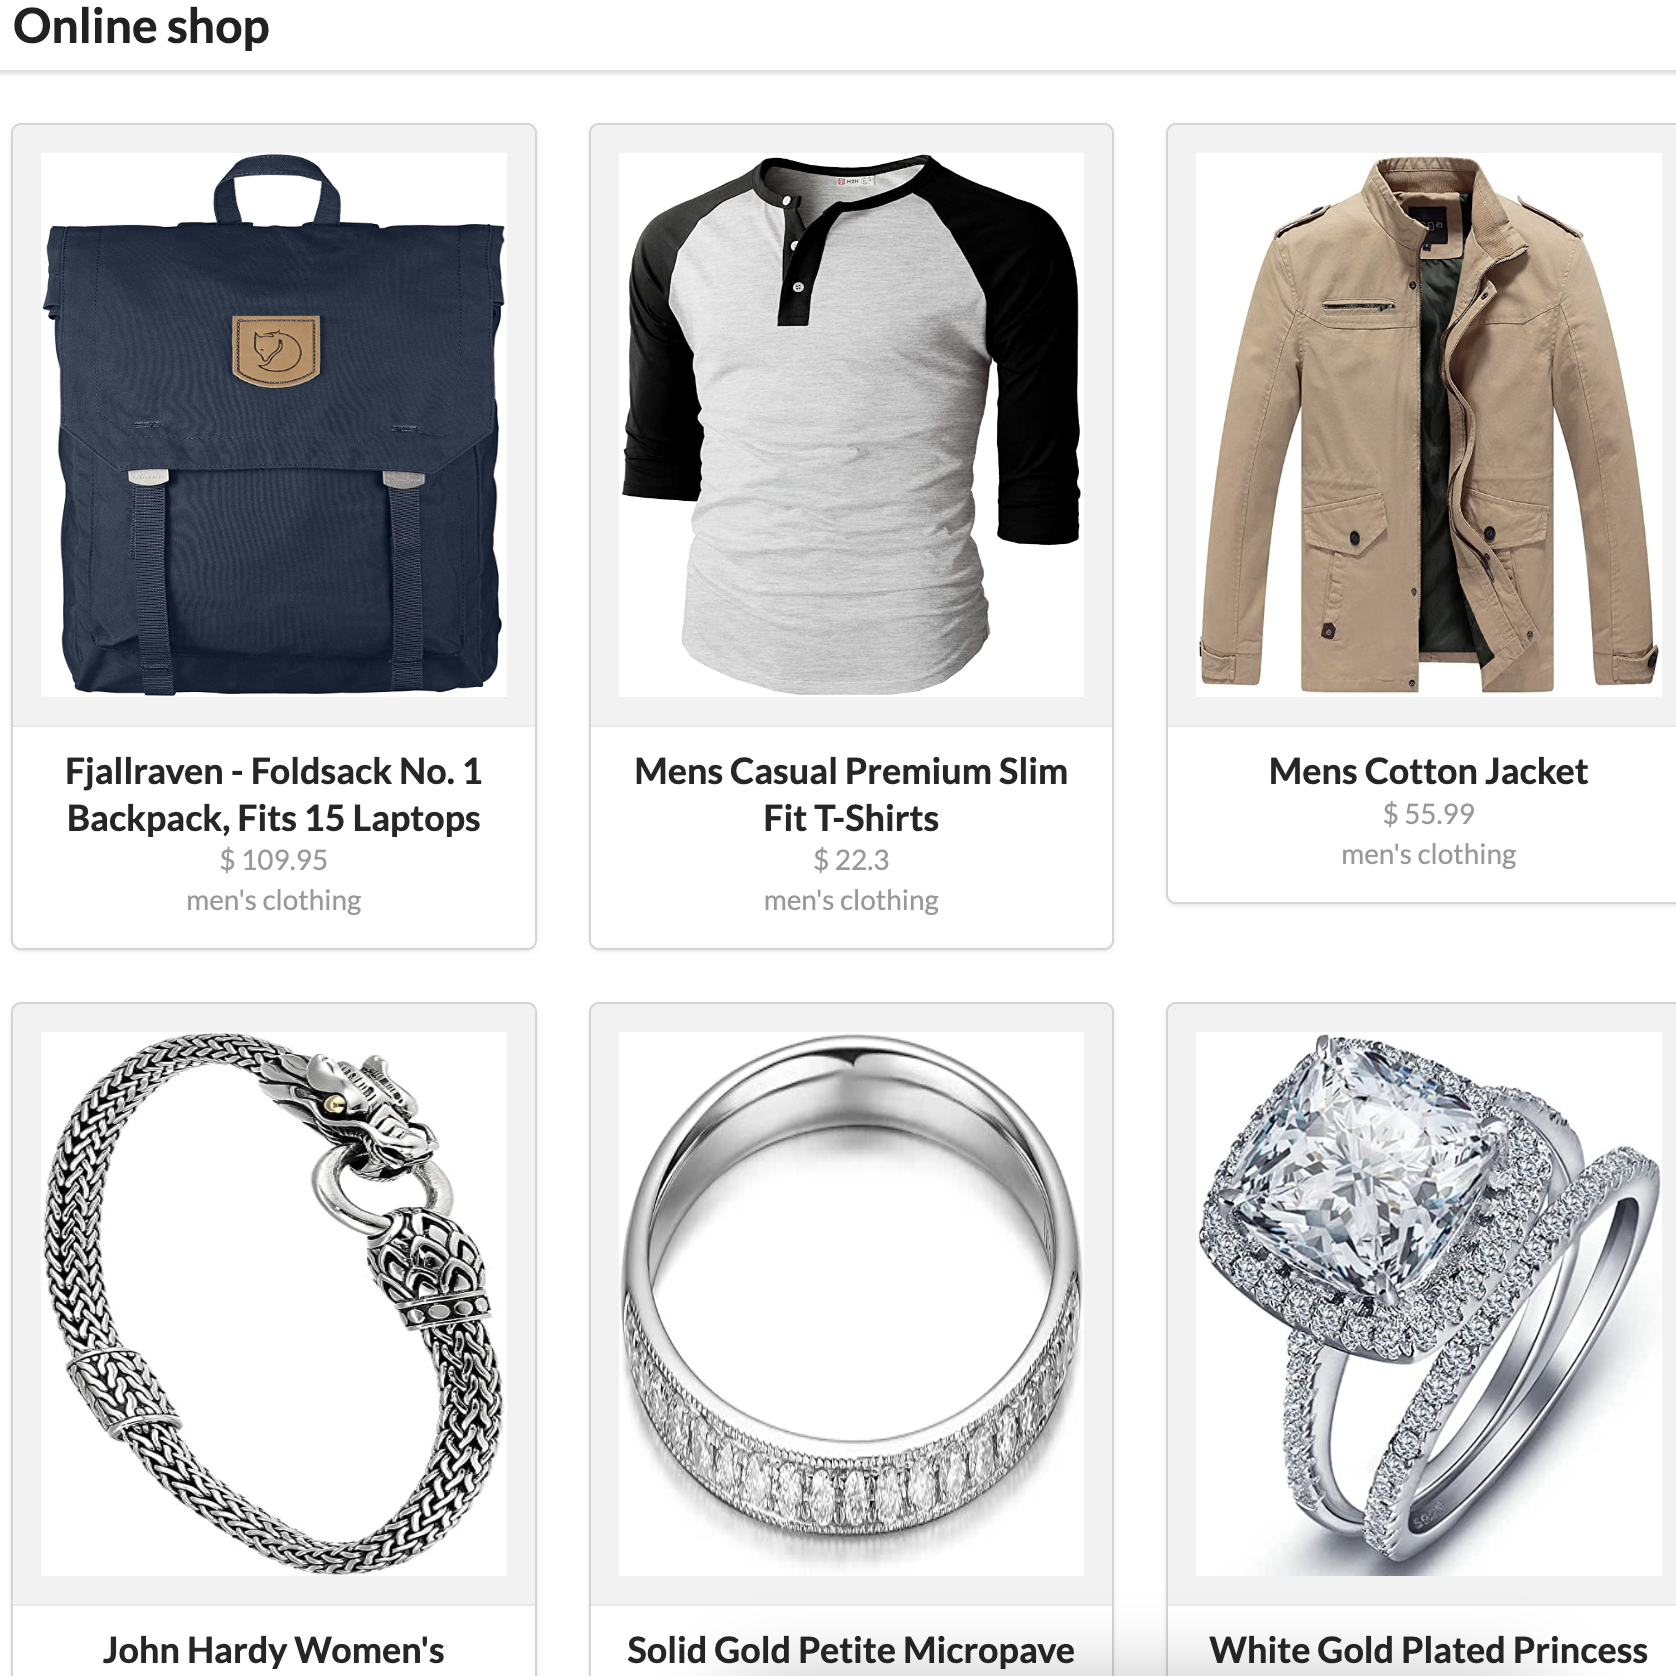 Online shop
H2H
Fjallraven - Foldsack No. 1
Backpack, Fits 15 Laptops
$ 109.95
men's clothing
Mens Casual Premium Slim
Fit T-Shirts
$ 22.3
men's clothing
Mens Cotton Jacket
$ 55.99
men's clothing
S925
John Hardy Women's
Solid Gold Petite Micropave
White Gold Plated Princess